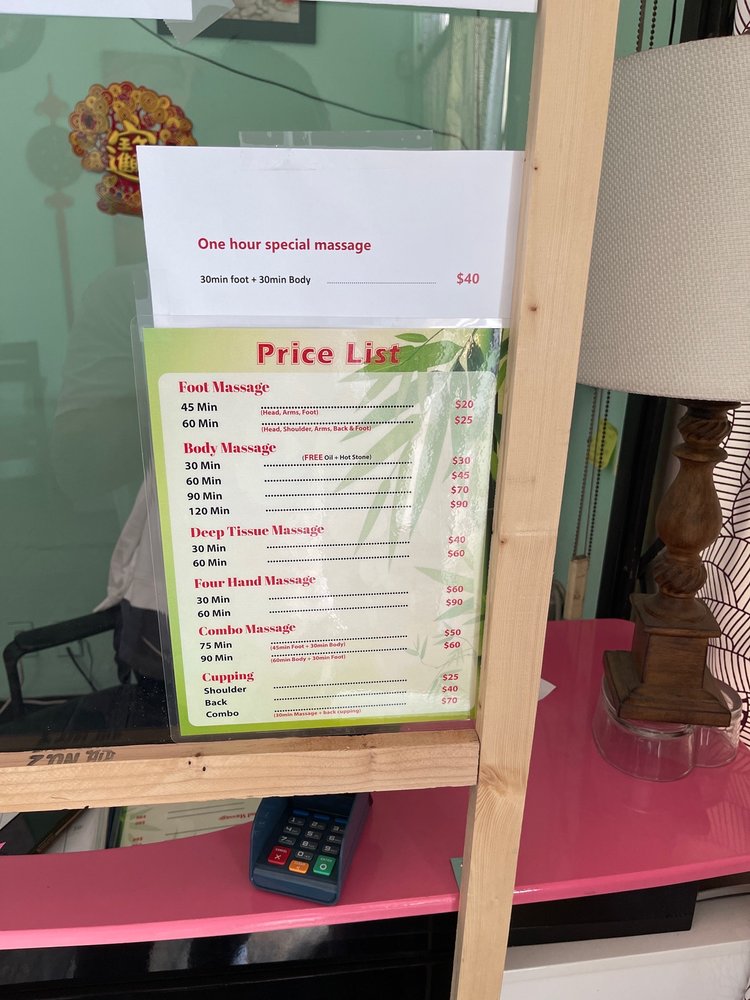 One hour special massage
30min foot + 30min Body $40
Price List
Foot Massage
45 Min $20
(Head, Arms, Foot)
60 Min $25
(Head, Shoulder, Arms, Back & Foot)
Body Massage
(FREE Oil + Hot Stone)
30 Min $30
60 Min $45
90 Min $70
120 Min $90
Deep Tissue Massage
30 Min $40
60 Min $60
Four Hand Massage
30 Min $60
60 Min $90
Combo Massage
75 Min $50
(45min Foot + 30min Body)
90 Min $60
(60min Body + 30min Foot)
Cupping
Shoulder $25
Back $40
Combo $70
(30min Massage + back cupping)